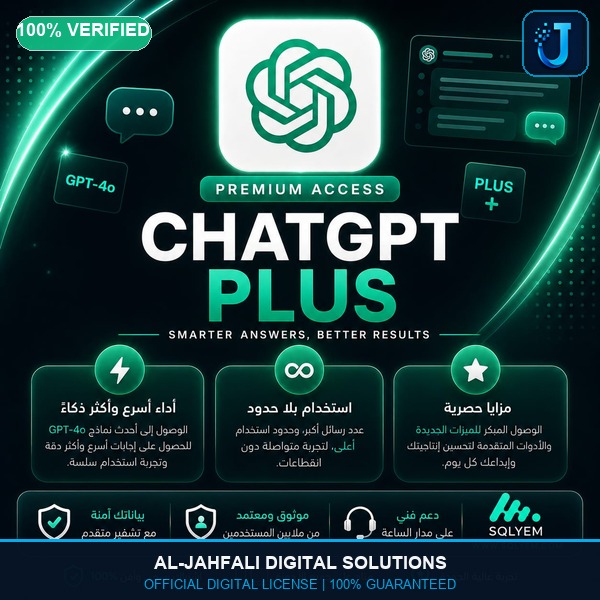 100% VERIFIED
J
GPT-4o
PLUS
+
PREMIUM ACCESS
CHATGPT
PLUS
SMARTER ANSWERS, BETTER RESULTS
أداء أسرع وأكثر ذكاءً
الوصول إلى أحدث نماذج GPT-4o
للحصول على إجابات أسرع وأكثر دقة
وتجربة استخدام سلسة.
استخدام بلا حدود
عدد رسائل أكبر، وحدود استخدام
أعلى، لتجربة متواصلة دون
انقطاعات.
مزايا حصرية
الوصول المبكر للميزات الجديدة
والأدوات المتقدمة لتحسين إنتاجيتك
وإبداعك كل يوم.
بياناتك آمنة
مع تشفير متقدم
موثوق ومعتمد
من ملايين المستخدمين
دعم فني
على مدار الساعة
SQLYEM
AL-JAHFALI DIGITAL SOLUTIONS
OFFICIAL DIGITAL LICENSE | 100% GUARANTEED